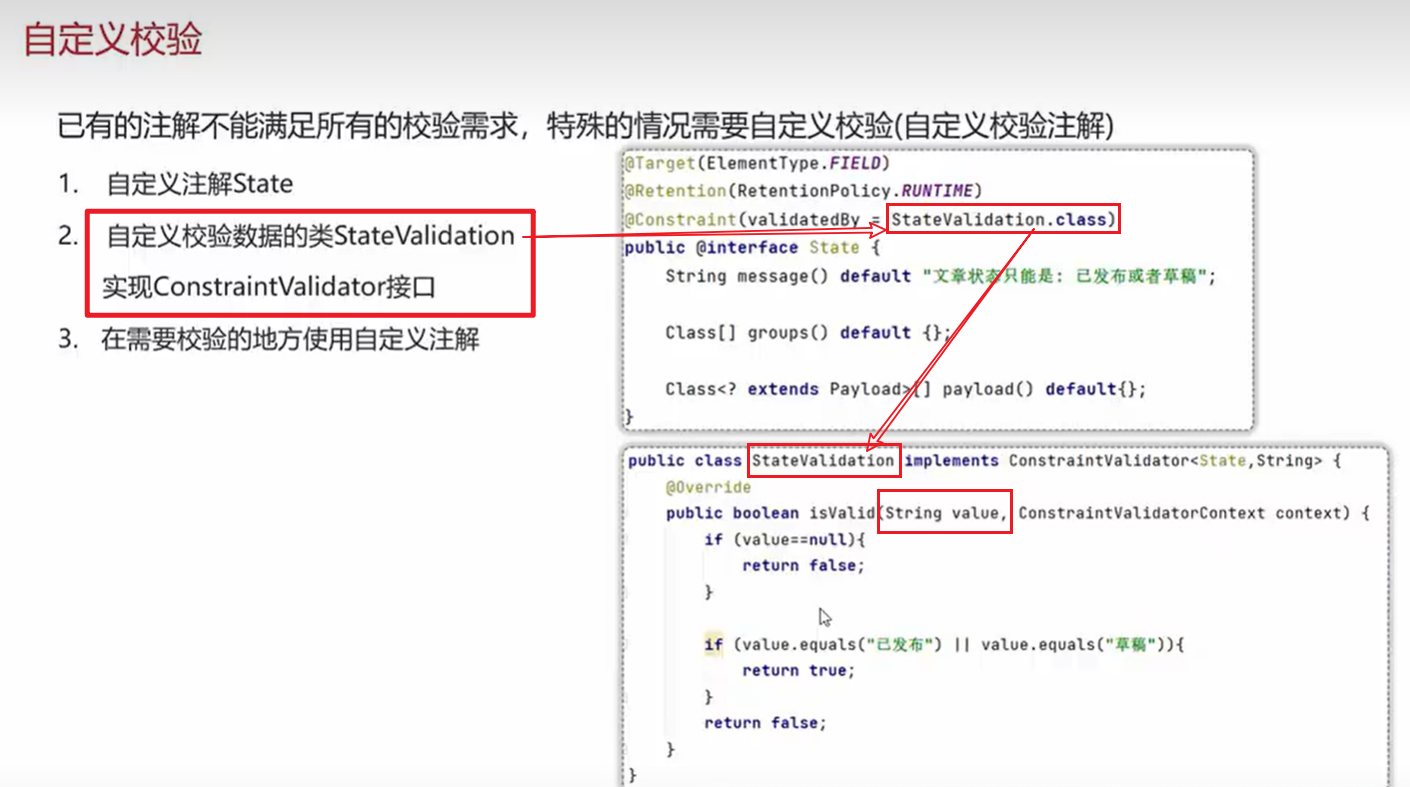 自定义校验
已有的注解不能满足所有的校验需求，特殊的情况需要自定义校验(自定义校验注解)
1. 自定义注解State
2. 自定义校验数据的类StateValidation
实现ConstraintValidator接口
3. 在需要校验的地方使用自定义注解
@Target(ElementType.FIELD)
@Retention(RetentionPolicy.RUNTIME)
@Constraint(validatedBy = StateValidation.class)
public @interface State {
String message() default "文章状态只能是: 已发布或者草稿";
Class[] groups() default {};
Class<? extends Payload>[] payload() default{};
}
public class StateValidation implements ConstraintValidator<State,String> {
@Override
public boolean isValid(String value, ConstraintValidatorContext context) {
if (value==null){
return false;
}
if (value.equals("已发布") || value.equals("草稿")){
return true;
}
return false;
}
}